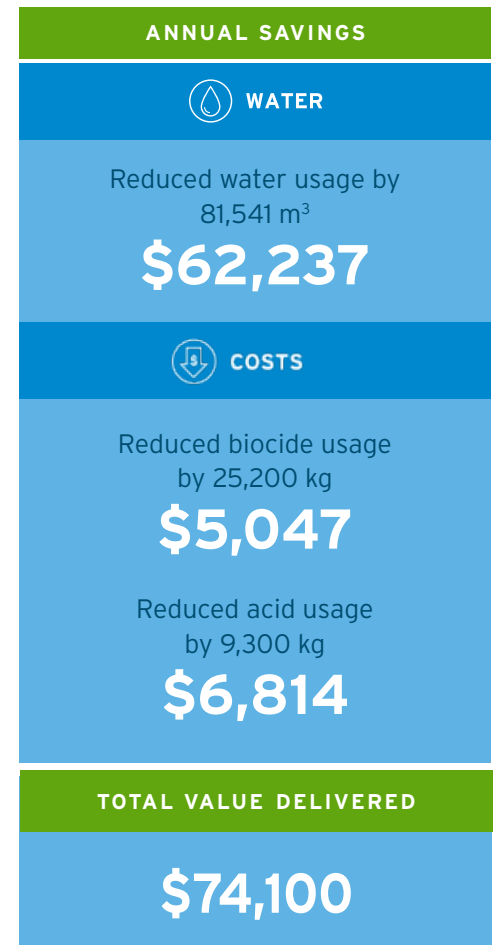 ANNUAL SAVINGS
WATER
Reduced water usage by
81,541 m³
$62,237
COSTS
Reduced biocide usage
by 25,200 kg
$5,047
Reduced acid usage
by 9,300 kg
$6,814
TOTAL VALUE DELIVERED
$74,100